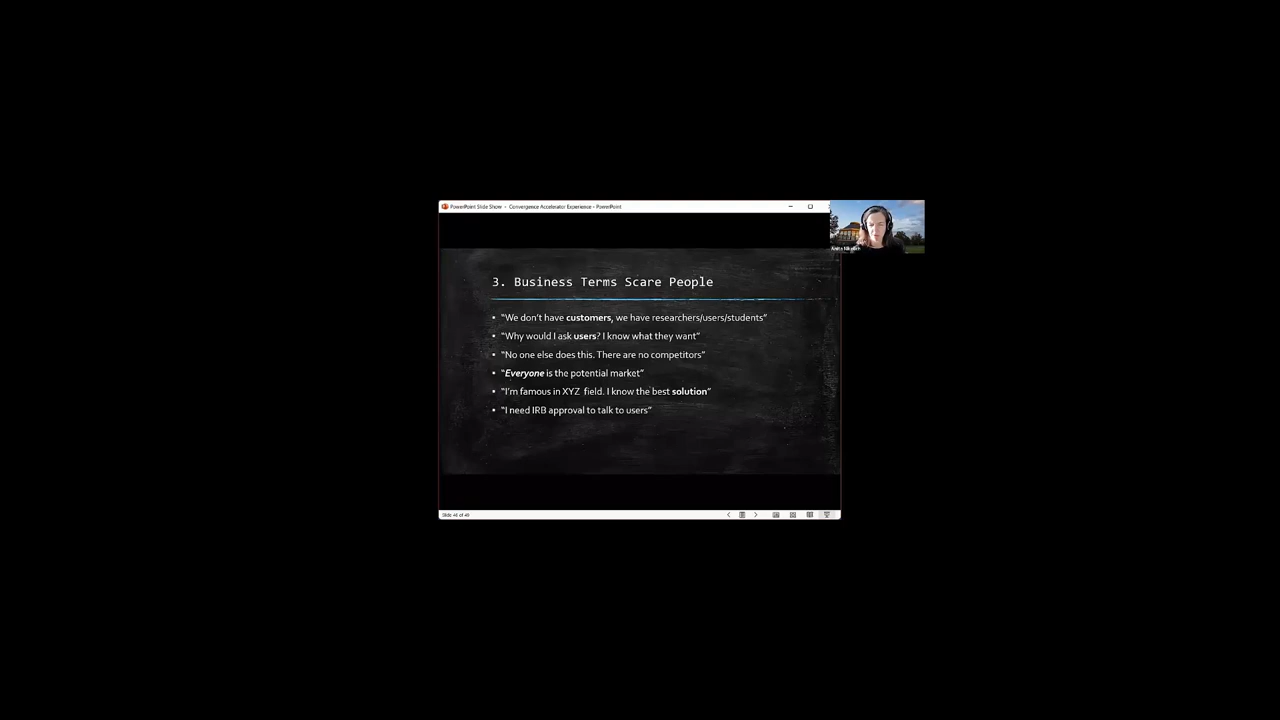 PowerPoint Slide Show - Convergence Accelerator Experience - PowerPoint
3. Business Terms Scare People
• "We don't have customers, we have researchers/users/students"
• "Why would I ask users? I know what they want"
• "No one else does this. There are no competitors"
• "Everyone is the potential market"
• "I'm famous in XYZ field. I know the best solution"
• "I need IRB approval to talk to users"